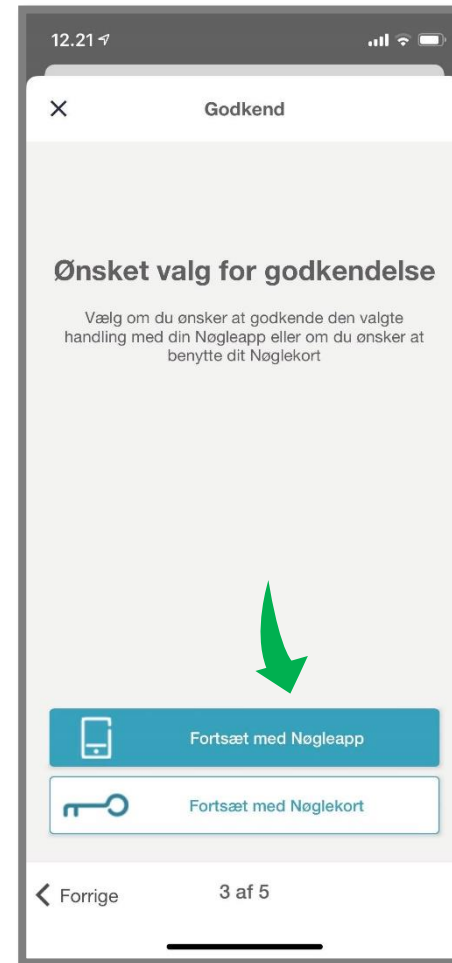 12.21
Godkend
Ønsket valg for godkendelse
Vælg om du ønsker at godkende den valgte
handling med din Nøgleapp eller om du ønsker at
benytte dit Nøglekort
Fortsæt med Nøgleapp
Fortsæt med Nøglekort
Forrige
3 af 5